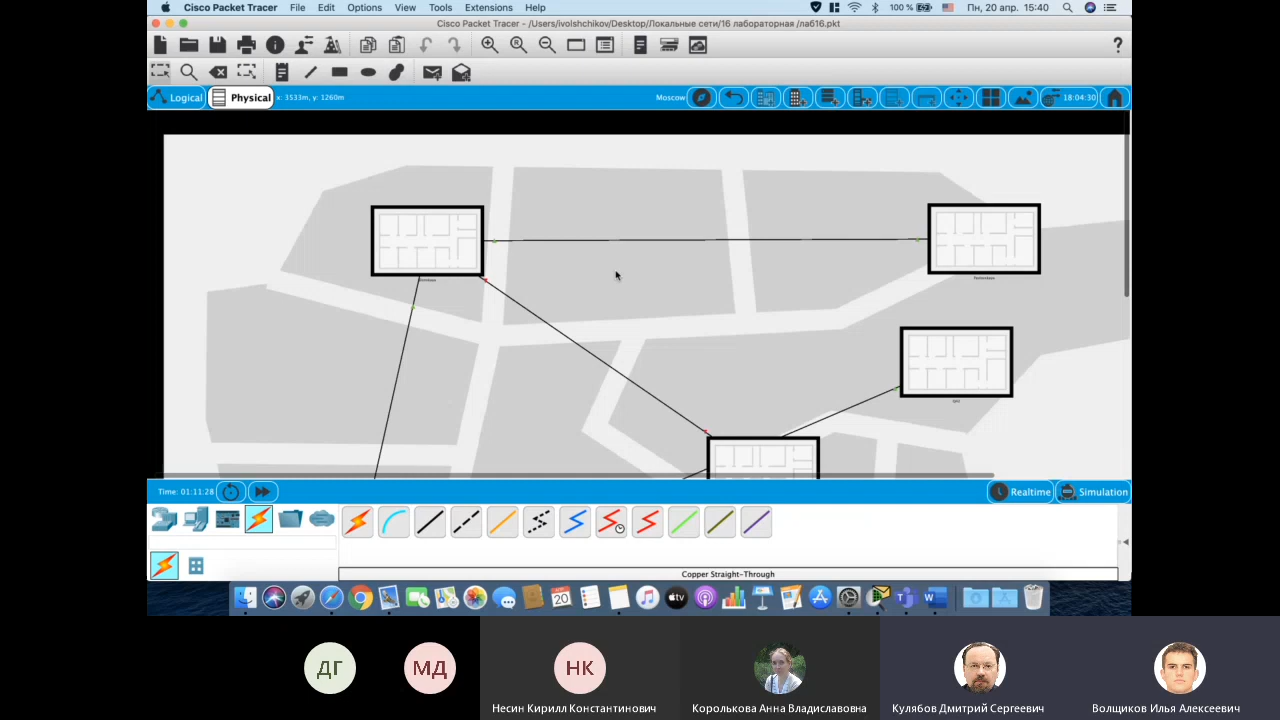 Cisco Packet Tracer File Edit Options View Tools Extensions Help 100 % Пн, 20 апр. 15:40
Cisco Packet Tracer - /Users/ivolshchikov/Desktop/Локальные сети/16 лабораторная /лаб16.pkt
Logical Physical x: 3533m, y: 1260m Moscow 18:04:30
Time: 01:11:28 Realtime Simulation
Copper Straight-Through
APR
20
tv
W
ДГ МД НК
Несин Кирилл Константинович Королькова Анна Владиславовна Кулябов Дмитрий Сергеевич Волщиков Илья Алексеевич